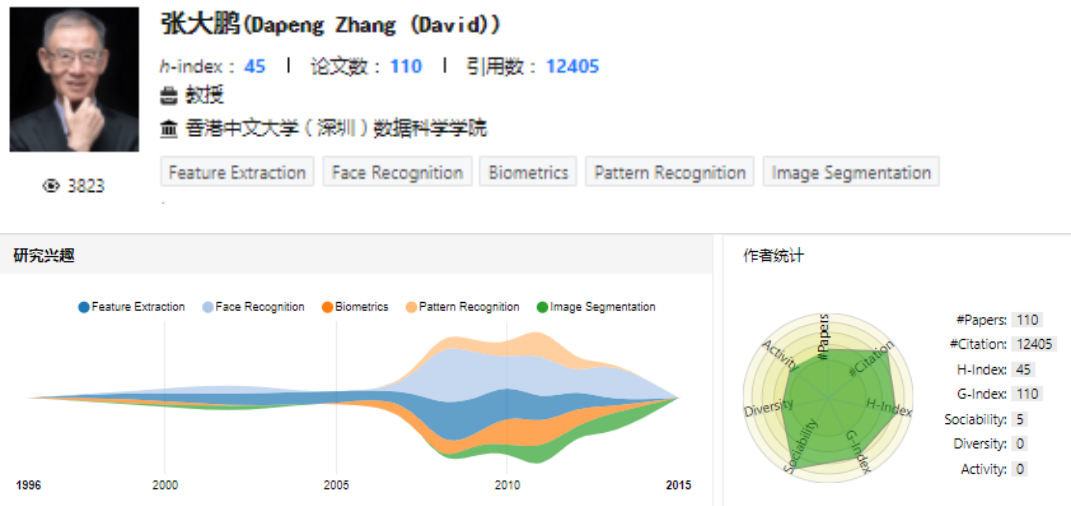 张大鹏(Dapeng Zhang (David))
h-index : 45 | 论文数 : 110 | 引用数 : 12405
教授
香港中文大学（深圳）数据科学学院
3823
Feature Extraction Face Recognition Biometrics Pattern Recognition Image Segmentation
研究兴趣
Feature Extraction Face Recognition Biometrics Pattern Recognition Image Segmentation
1996 2000 2005 2010 2015
作者统计
#Papers
#Citation
H-Index
G-Index
Sociability
Diversity
Activity
#Papers: 110
#Citation: 12405
H-Index: 45
G-Index: 110
Sociability: 5
Diversity: 0
Activity: 0